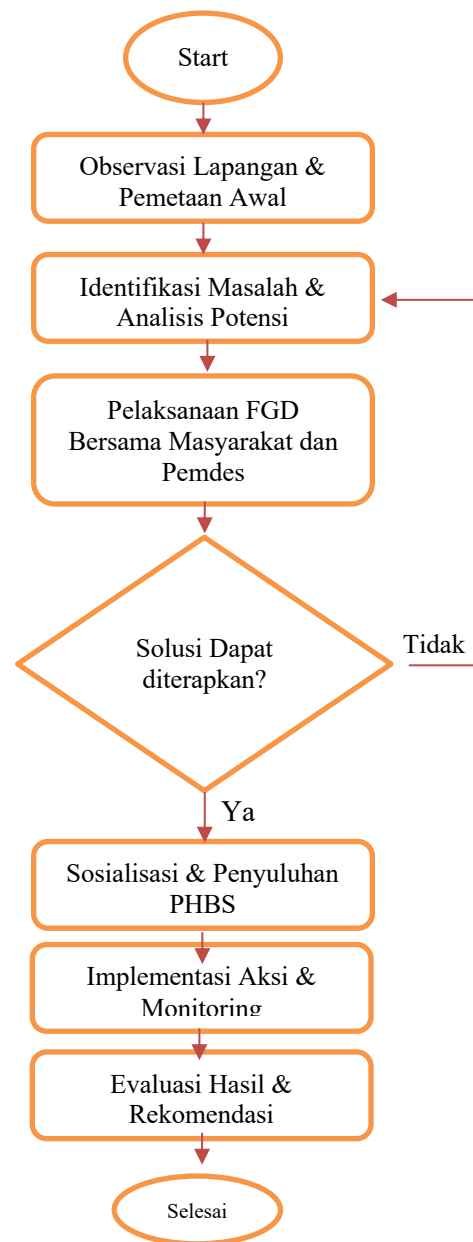 Start
Observasi Lapangan &
Pemetaan Awal
Identifikasi Masalah &
Analisis Potensi
Pelaksanaan FGD
Bersama Masyarakat dan
Pemdes
Solusi Dapat
diterapkan?
Tidak
Ya
Sosialisasi & Penyuluhan
PHBS
Implementasi Aksi &
Monitoring
Evaluasi Hasil &
Rekomendasi
Selesai